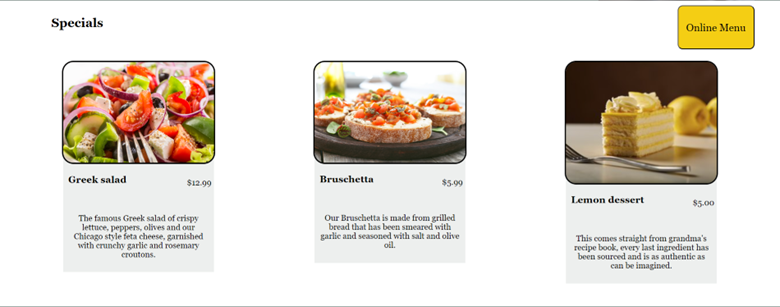 Specials
Online Menu
Greek salad
$12.99
The famous Greek salad of crispy
lettuce, peppers, olives and our
Chicago style feta cheese, garnished
with crunchy garlic and rosemary
croutons.
Bruschetta
$5.99
Our Bruschetta is made from grilled
bread that has been smeared with
garlic and seasoned with salt and olive
oil.
Lemon dessert
$5.00
This comes straight from grandma's
recipe book, every last ingredient has
been sourced and is as authentic as
can be imagined.